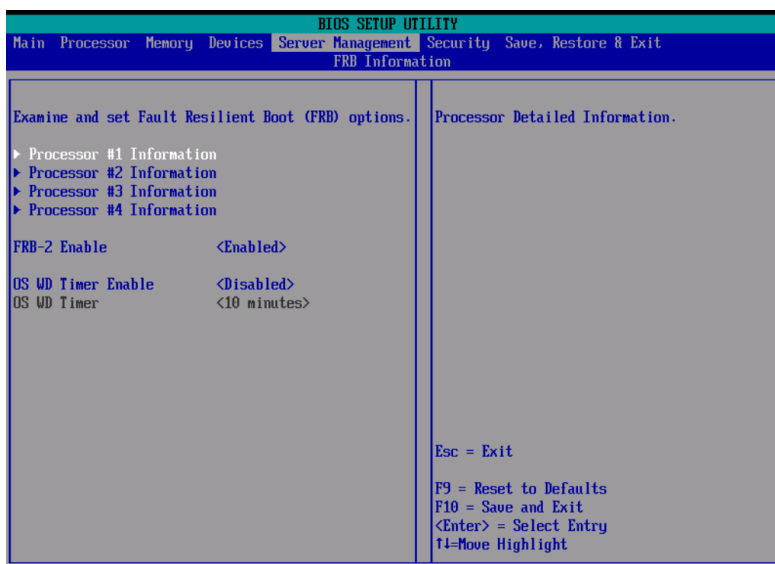 BIOS SETUP UTILITY
Main Processor Memory Devices Server Management Security Save, Restore & Exit
FRB Information
Examine and set Fault Resilient Boot (FRB) options.
▶ Processor #1 Information
▶ Processor #2 Information
▶ Processor #3 Information
▶ Processor #4 Information
FRB-2 Enable <Enabled>
OS WD Timer Enable <Disabled>
OS WD Timer <10 minutes>
Processor Detailed Information.
Esc = Exit
F9 = Reset to Defaults
F10 = Save and Exit
<Enter> = Select Entry
↑↓=Move Highlight